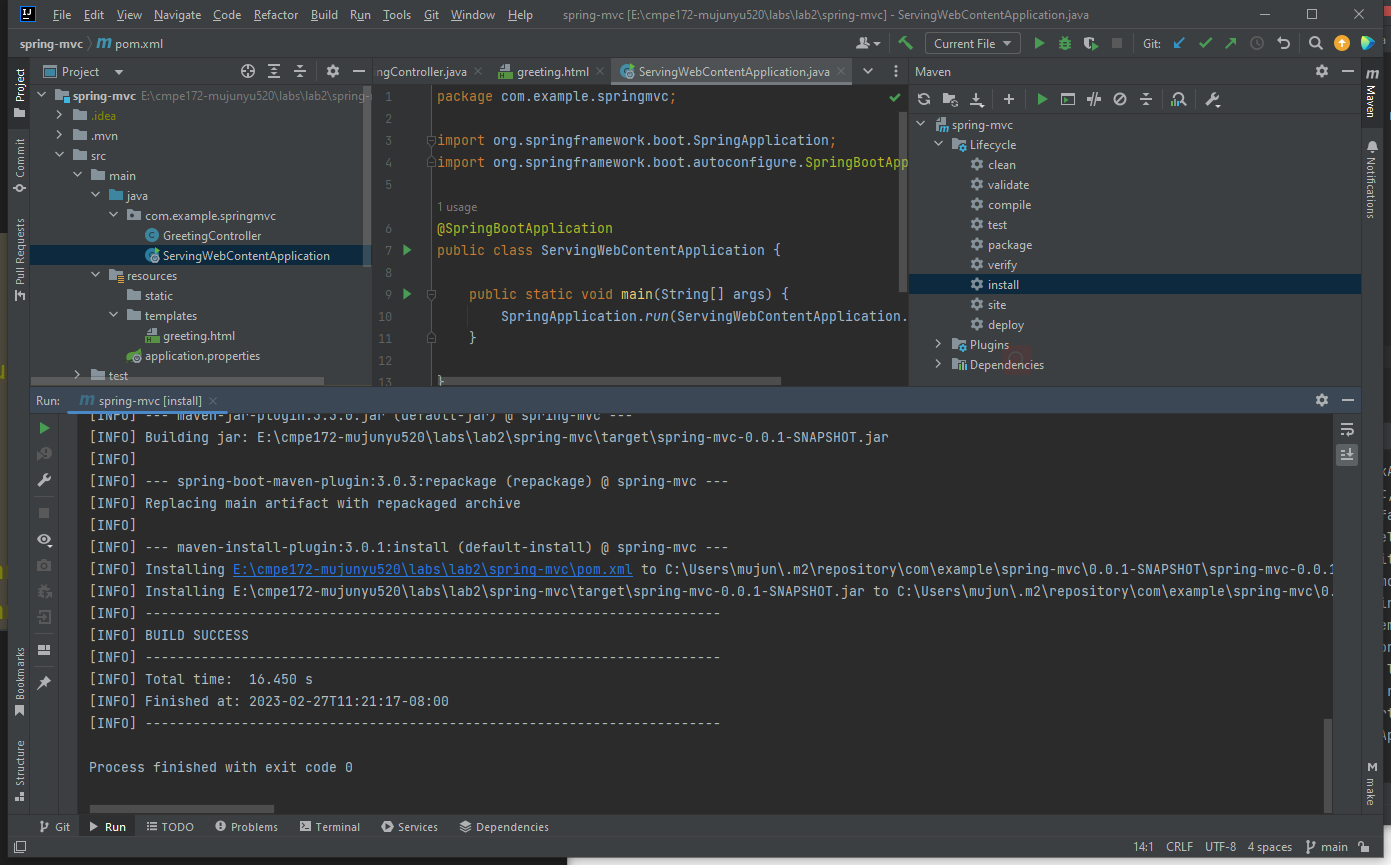 File Edit View Navigate Code Refactor Build Run Tools Git Window Help spring-mvc [E:\cmpe172-mujunyu520\labs\lab2\spring-mvc] - ServingWebContentApplication.java
spring-mvc m pom.xml
Current File
Git:
Project
Commit
Pull Requests
Bookmarks
Structure
Project
spring-mvc E:\cmpe172-mujunyu520\labs\lab2\spring-
.idea
.mvn
src
main
java
com.example.springmvc
GreetingController
ServingWebContentApplication
resources
static
templates
greeting.html
application.properties
test
ngController.java greeting.html ServingWebContentApplication.java
1 package com.example.springmvc;
2
3 import org.springframework.boot.SpringApplication;
4 import org.springframework.boot.autoconfigure.SpringBootApp
5
1 usage
6 @SpringBootApplication
7 public class ServingWebContentApplication {
8
9 public static void main(String[] args) {
10 SpringApplication.run(ServingWebContentApplication.
11 }
12
13 }
Maven
spring-mvc
Lifecycle
clean
validate
compile
test
package
verify
install
site
deploy
Plugins
Dependencies
m
Maven
Notifications
M
make
Run: m spring-mvc [install]
[INFO] --- maven-jar-plugin:3.3.0:jar (default-jar) @ spring-mvc ---
[INFO] Building jar: E:\cmpe172-mujunyu520\labs\lab2\spring-mvc\target\spring-mvc-0.0.1-SNAPSHOT.jar
[INFO]
[INFO] --- spring-boot-maven-plugin:3.0.3:repackage (repackage) @ spring-mvc ---
[INFO] Replacing main artifact with repackaged archive
[INFO]
[INFO] --- maven-install-plugin:3.0.1:install (default-install) @ spring-mvc ---
[INFO] Installing E:\cmpe172-mujunyu520\labs\lab2\spring-mvc\pom.xml to C:\Users\mujun\.m2\repository\com\example\spring-mvc\0.0.1-SNAPSHOT\spring-mvc-0.0.1
[INFO] Installing E:\cmpe172-mujunyu520\labs\lab2\spring-mvc\target\spring-mvc-0.0.1-SNAPSHOT.jar to C:\Users\mujun\.m2\repository\com\example\spring-mvc\0.
[INFO] ------------------------------------------------------------------------
[INFO] BUILD SUCCESS
[INFO] ------------------------------------------------------------------------
[INFO] Total time:  16.450 s
[INFO] Finished at: 2023-02-27T11:21:17-08:00
[INFO] ------------------------------------------------------------------------
Process finished with exit code 0
Git Run TODO Problems Terminal Services Dependencies
14:1 CRLF UTF-8 4 spaces main